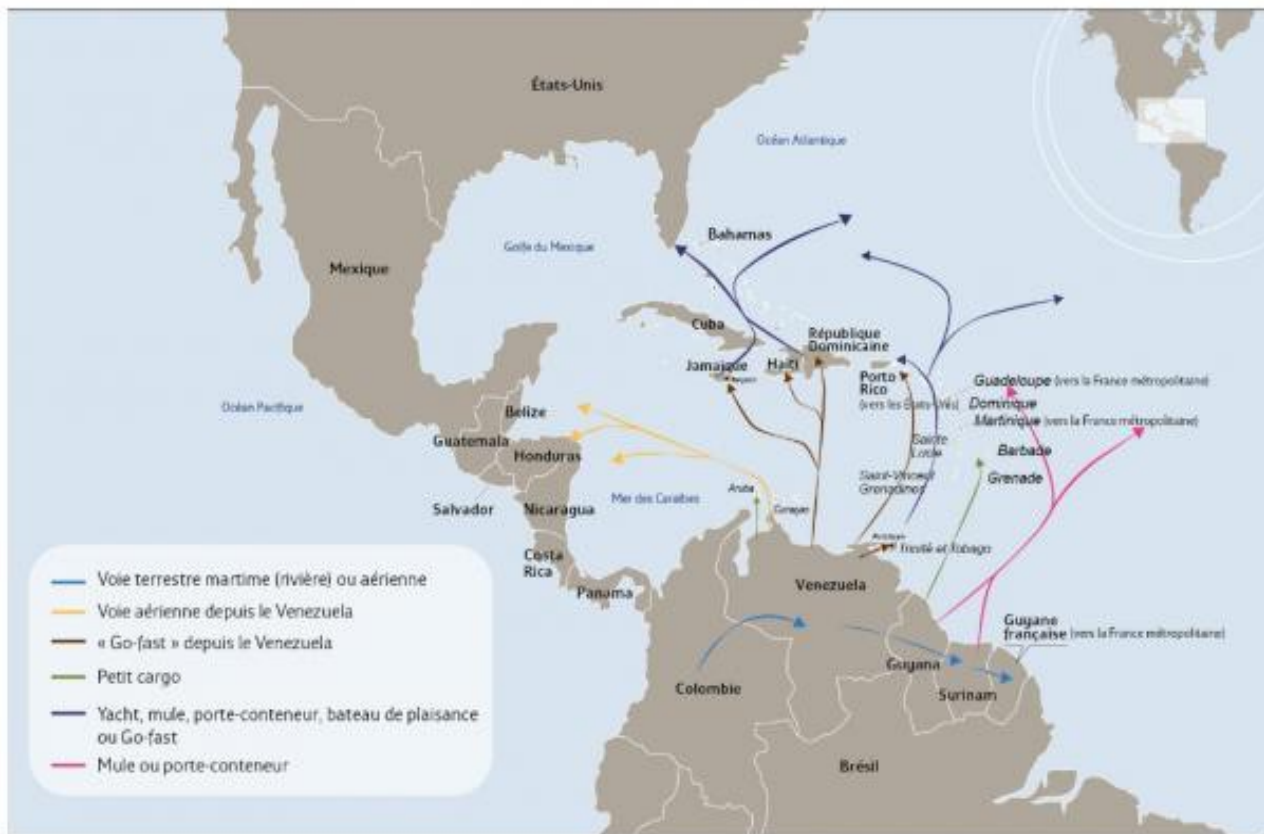 États-Unis
Océan Atlantique
Bahamas
Golfe du Mexique
Mexique
Cuba
République
Dominicaine
Jamaïque
Haïti
Porto
Rico
(vers les États-Unis)
Guadeloupe (vers la France métropolitaine)
Dominique
Martinique (vers la France métropolitaine)
Océan Pacifique
Belize
Guatemala
Honduras
Sainte
Lucie
Barbade
Saint-Vincent
Grenadines
Grenade
Aruba
Mer des Caraïbes
Curaçao
Salvador
Nicaragua
Trinité et Tobago
Costa
Rica
Panama
Venezuela
Guyane
française (vers la France métropolitaine)
Guyana
Colombie
Surinam
Brésil
Voie terrestre martime (rivière) ou aérienne
Voie aérienne depuis le Venezuela
« Go-fast » depuis le Venezuela
Petit cargo
Yacht, mule, porte-conteneur, bateau de plaisance
ou Go-fast
Mule ou porte-conteneur